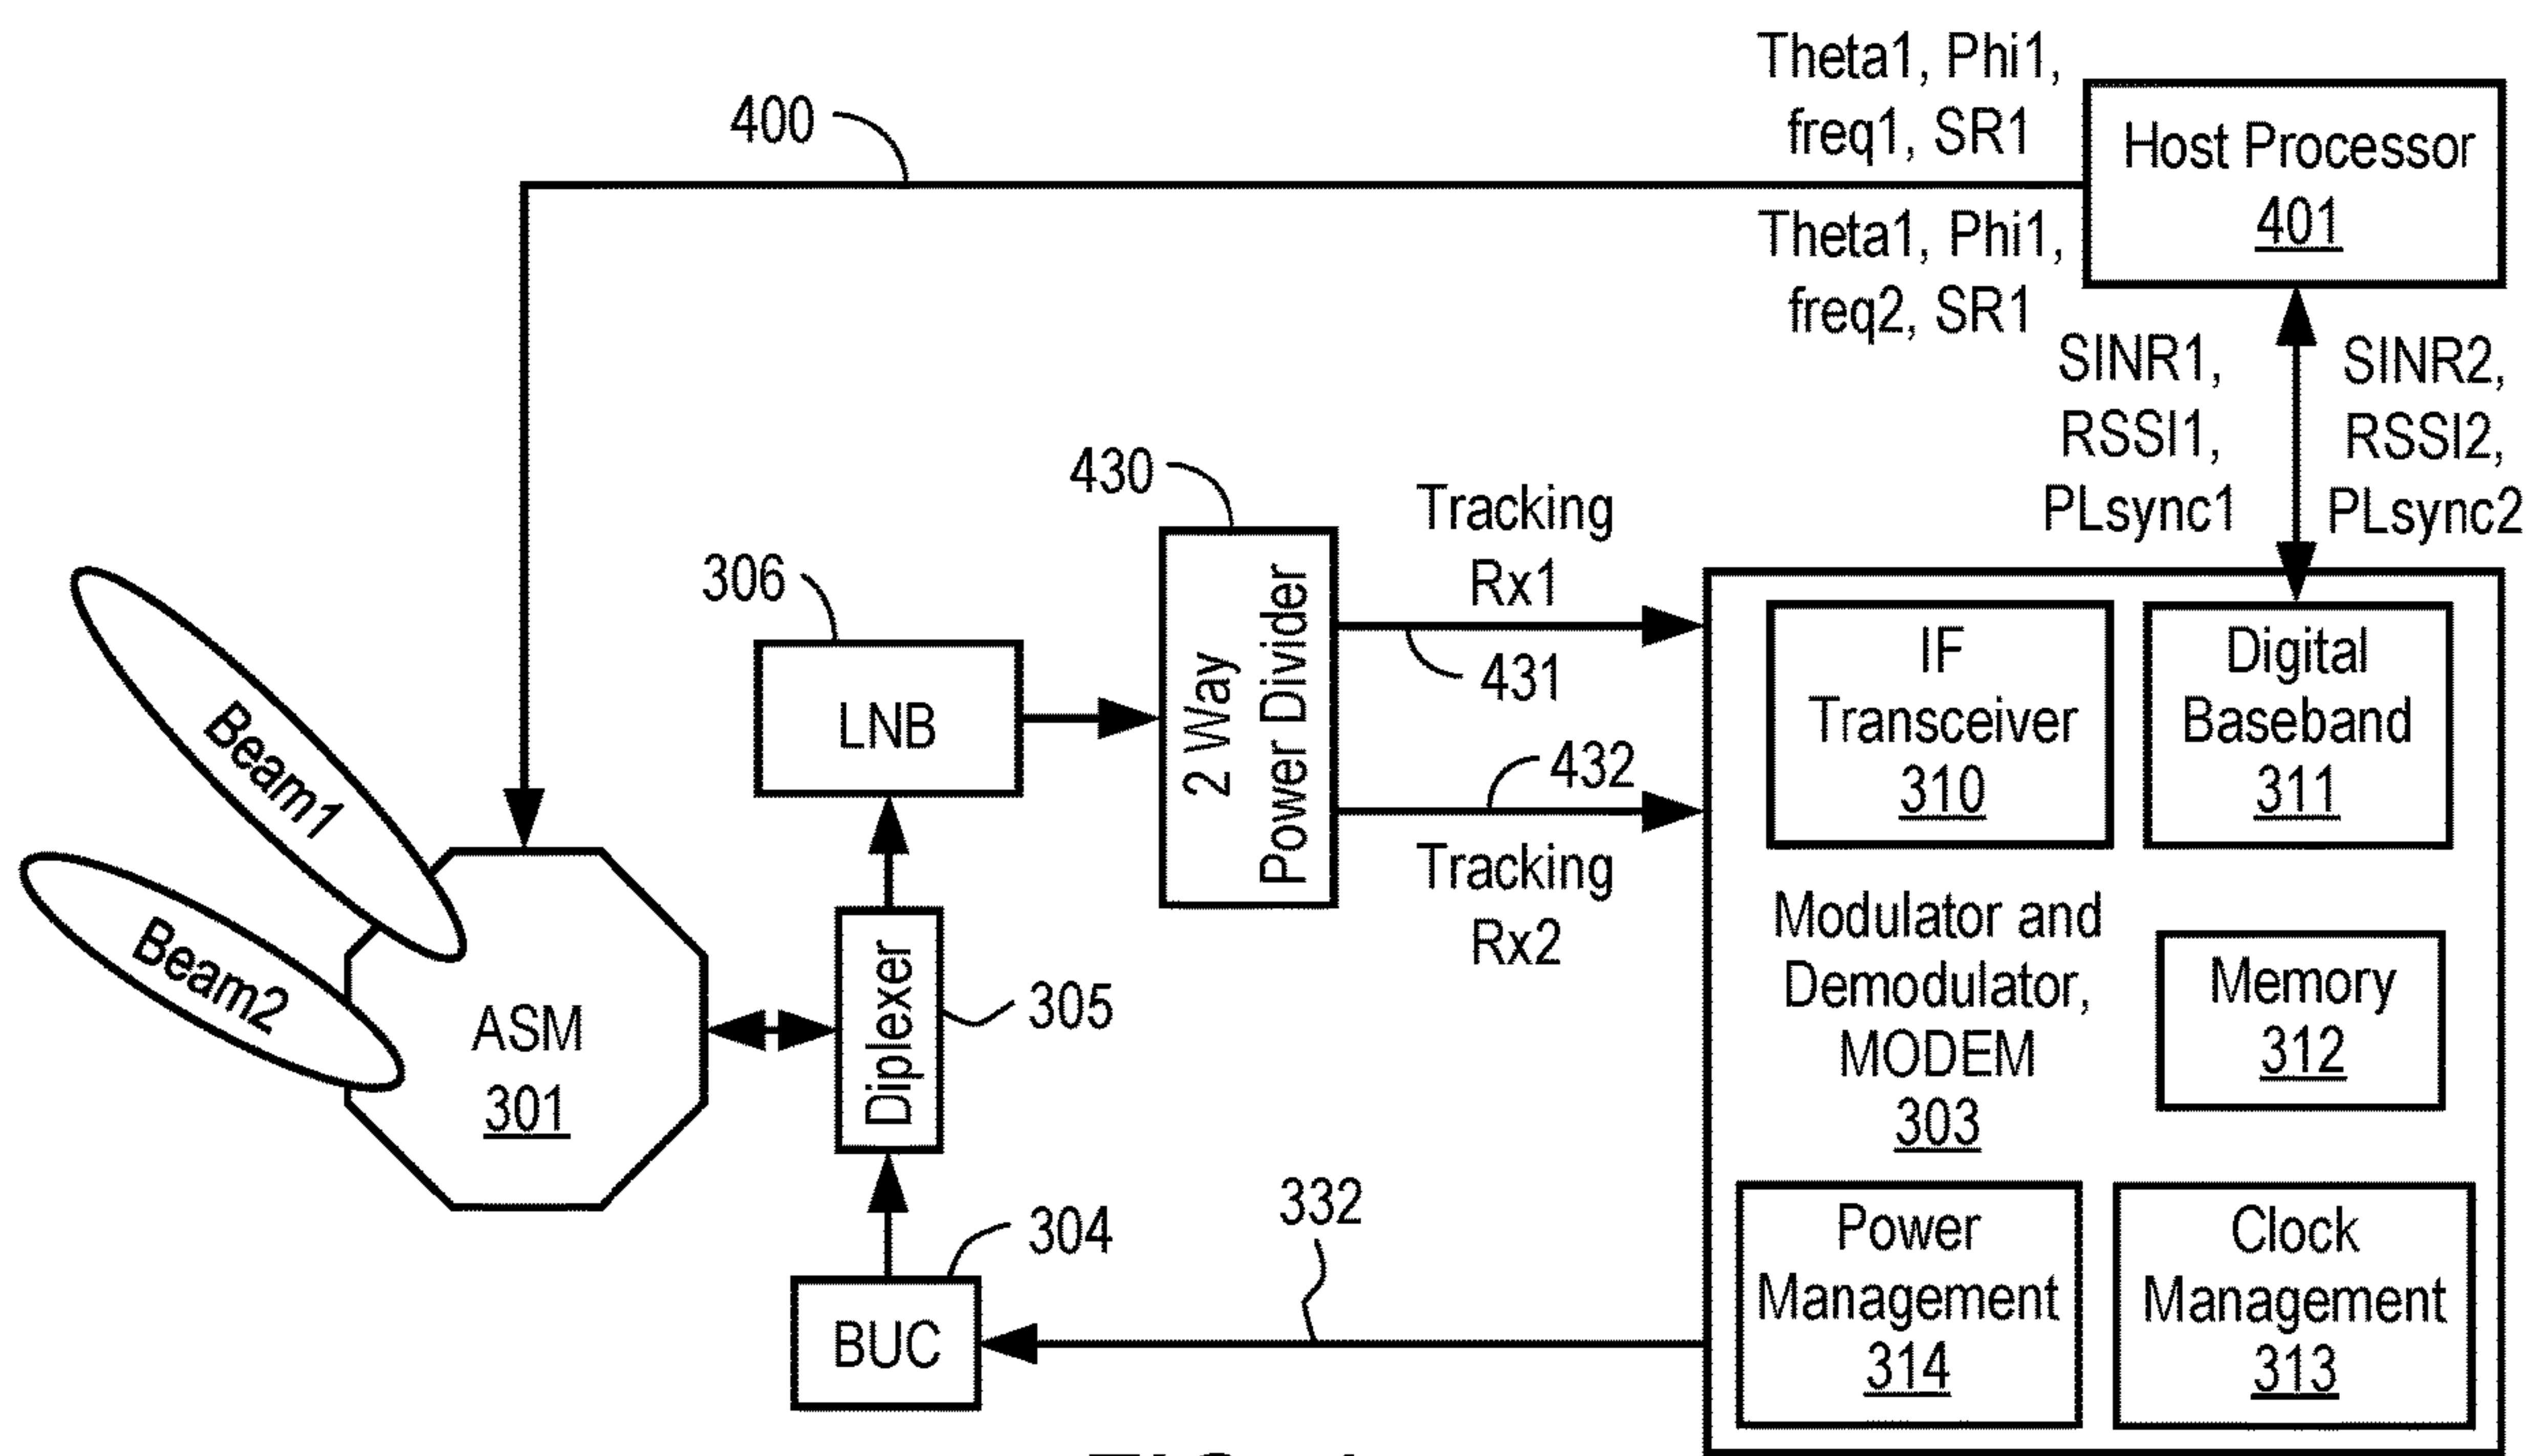 Theta1, Phi1,
freq1, SR1
Host Processor
401
400
Theta1, Phi1,
freq2, SR1
SINR1,
RSSI1,
PLsync1
SINR2,
RSSI2,
PLsync2
430
Tracking
Rx1
306
LNB
2 Way
Power Divider
431
432
Tracking
Rx2
IF
Transceiver
310
Digital
Baseband
311
Modulator and
Demodulator,
MODEM
303
Memory
312
Power
Management
314
Clock
Management
313
Beam1
Beam2
ASM
301
Diplexer
305
304
BUC
332